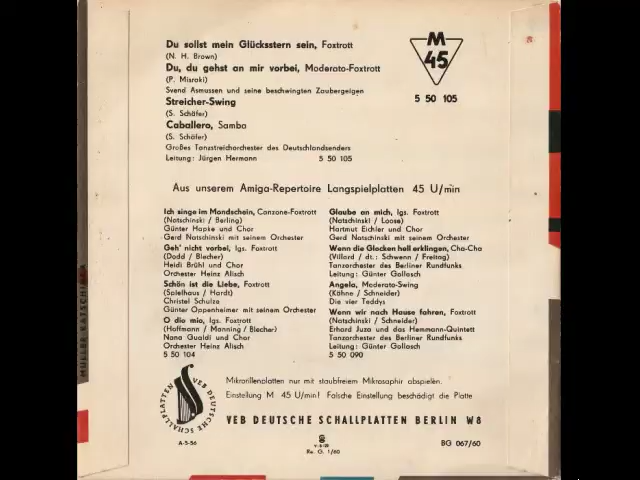 Du sollst mein Glücksstern sein, Foxtrott
(N. H. Brown)
Du, du gehst an mir vorbei, Moderato-Foxtrott
(P. Misraki)
Svend Asmussen und seine beschwingten Zaubergeigen
Streicher-Swing
(S. Schäfer)
Caballero, Samba
(S. Schäfer)
Großes Tanzstreichorchester des Deutschlandsenders
Leitung: Jürgen Hermann 5 50 105
M
45
5 50 105
Aus unserem Amiga-Repertoire Langspielplatten 45 U/min
Ich singe im Mondschein, Canzone-Foxtrott
(Natschinski / Berling)
Günter Hapke und Chor
Gerd Natschinski mit seinem Orchester
Geh' nicht vorbei, lgs. Foxtrott
(Dodd / Blecher)
Heidi Brühl und Chor
Orchester Heinz Alisch
Schön ist die Liebe, Foxtrott
(Spielhaus / Hardt)
Christel Schulze
Günter Oppenheimer mit seinem Orchester
O dio mio, lgs. Foxtrott
(Hoffmann / Manning / Blecher)
Nana Gualdi und Chor
Orchester Heinz Alisch
5 50 104
Glaube an mich, lgs. Foxtrott
(Natschinski / Loose)
Hartmut Eichler und Chor
Gerd Natschinski mit seinem Orchester
Wenn die Glocken hell erklingen, Cha-Cha
(Villard / dt.: Schwenn / Freitag)
Tanzorchester des Berliner Rundfunks
Leitung: Günter Gollasch
Angela, Moderato-Swing
(Kähne / Schneider)
Die vier Teddys
Wenn wir nach Hause fahren, Foxtrott
(Natschinski / Schneider)
Erhard Juza und das Hemmann-Quintett
Tanzorchester des Berliner Rundfunks
Leitung: Günter Gollasch
5 50 090
VEB DEUTSCHE SCHALLPLATTEN
Mikrorillenplatten nur mit staubfreiem Mikrosaphir abspielen.
Einstellung M 45 U/min! Falsche Einstellung beschädigt die Platte
VEB DEUTSCHE SCHALLPLATTEN BERLIN W8
A-5-56
Re. G. 1/60
BG 067/60